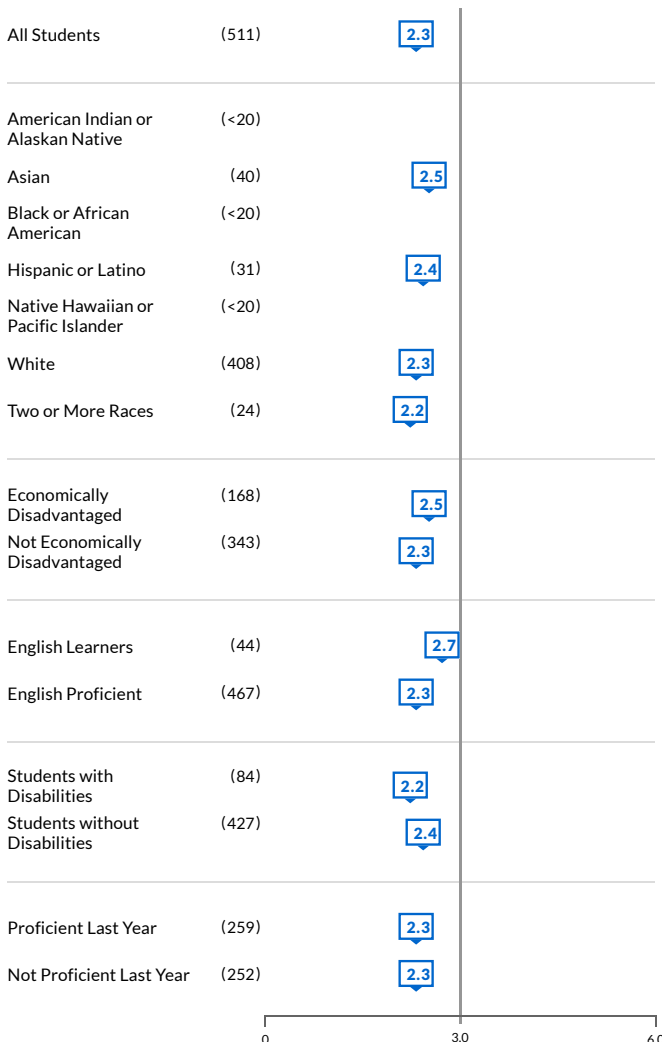 All Students (511) 2.3
American Indian or (<20)
Alaskan Native
Asian (40) 2.5
Black or African (<20)
American
Hispanic or Latino (31) 2.4
Native Hawaiian or (<20)
Pacific Islander
White (408) 2.3
Two or More Races (24) 2.2
Economically (168) 2.5
Disadvantaged
Not Economically (343) 2.3
Disadvantaged
English Learners (44) 2.7
English Proficient (467) 2.3
Students with (84) 2.2
Disabilities
Students without (427) 2.4
Disabilities
Proficient Last Year (259) 2.3
Not Proficient Last Year (252) 2.3
0 3.0 6.0